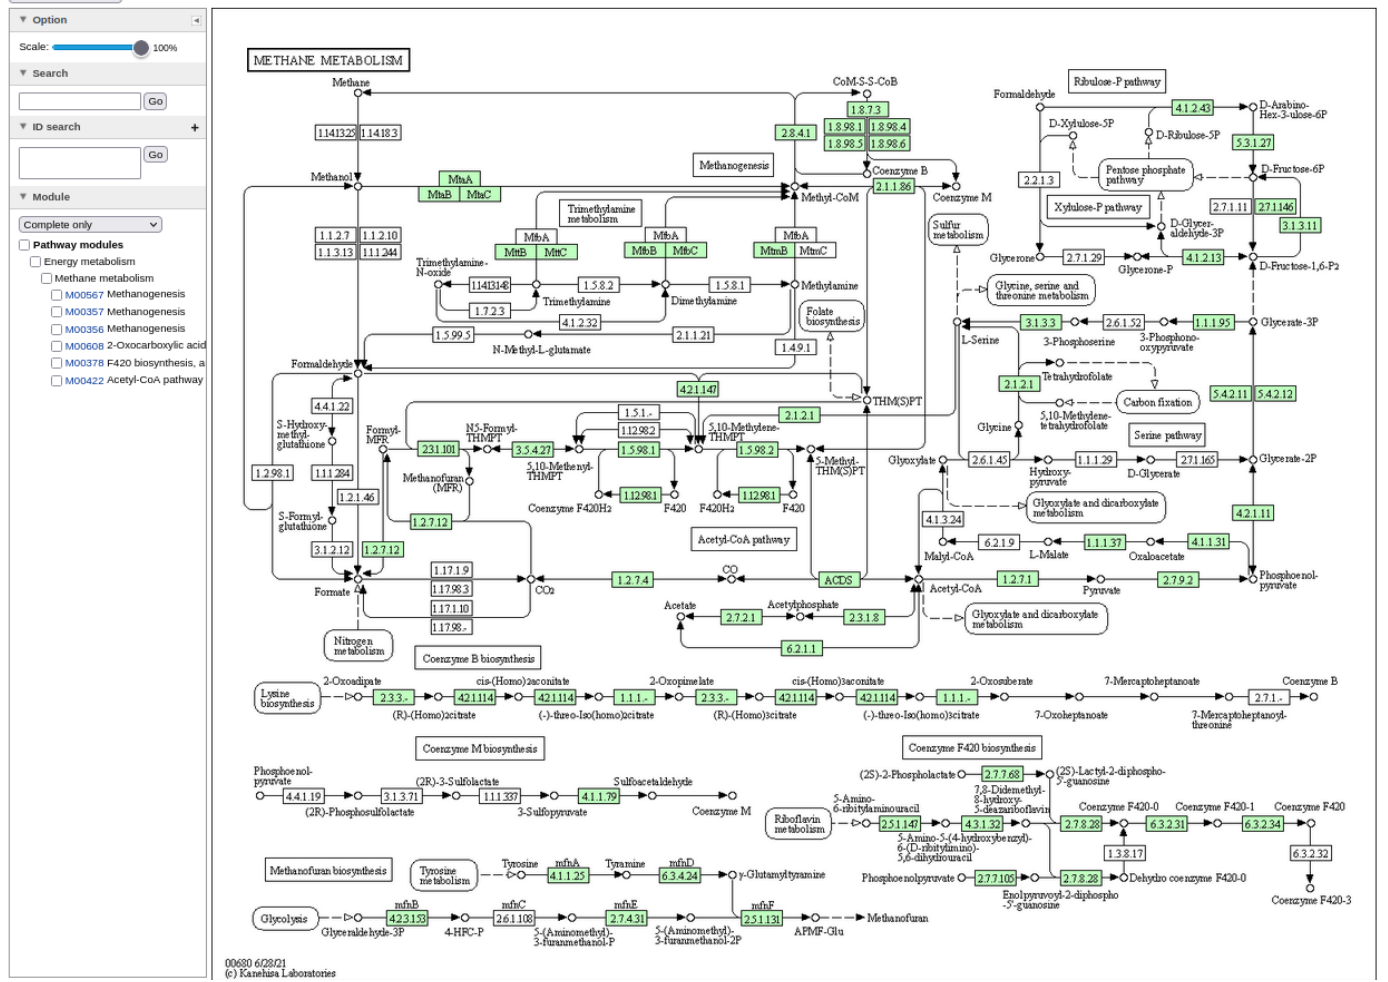 Option
Scale:
100%
Search
Go
ID search
+
Go
Module
Complete only
Pathway modules
Energy metabolism
Methane metabolism
M00567 Methanogenesis
M00357 Methanogenesis
M00356 Methanogenesis
M00608 2-Oxocarboxylic acid
M00378 F420 biosynthesis, a
M00422 Acetyl-CoA pathway
METHANE METABOLISM
Methane
CoM-S-S-CoB
Ribulose-P pathway
Formaldehyde
D-Arabino-
Hex-3-ulose-6P
1.8.7.3
4.1.2.43
1.14.13.25 1.14.18.3
2.8.4.1
1.8.98.1 1.8.98.4
1.8.98.5 1.8.98.6
D-Xylulose-5P
D-Ribulose-5P
5.3.1.27
Methanogenesis
Coenzyme B
Pentose phosphate
pathway
D-Fructose-6P
Methanol
MtaA
MtaB MtaC
Methyl-CoM
2.1.1.86
Coenzyme M
2.2.1.3
Xylulose-P pathway
2.7.1.11 2.7.1.146
3.1.3.11
Trimethylamine
metabolism
Sulfur
metabolism
D-Glycer-
aldehyde-3P
1.1.2.7 1.1.2.10
1.1.3.13 1.1.1.244
MtbA
MttB MttC
MtbA
MtbB MtbC
MtbA
MtmB MtmC
Glycerone
2.7.1.29
Glycerone-P
4.1.2.13
D-Fructose-1,6-P2
Trimethylamine-
N-oxide
1.14.13.148
1.5.8.2
1.5.8.1
Methylamine
Trimethylamine
Dimethylamine
1.7.2.3
4.1.2.32
Glycine, serine and
threonine metabolism
Folate
biosynthesis
1.5.99.5
2.1.1.21
N-Methyl-L-glutamate
1.4.9.1
L-Serine
3.1.3.3
3-Phosphoserine
2.6.1.52
3-Phosphono-
oxypyruvate
1.1.1.95
Glycerate-3P
Formaldehyde
4.2.1.147
THM(S)PT
2.1.2.1
Tetrahydrofolate
Carbon fixation
5.4.2.11 5.4.2.12
4.4.1.22
S-Hydroxy-
methyl-
glutathione
Formyl-
MFR
N5-Formyl-
THMPT
1.5.1.-
1.12.98.2
5,10-Methylene-
THMPT
2.1.2.1
Glycine
5,10-Methylene-
tetrahydrofolate
Serine pathway
2.3.1.101
3.5.4.27
5,10-Methenyl-
THMPT
1.5.98.1
1.5.98.2
5-Methyl-
THM(S)PT
Glyoxylate
2.6.1.45
Hydroxy-
pyruvate
1.1.1.29
D-Glycerate
2.7.1.165
Glycerate-2P
1.2.98.1
1.1.1.284
Methanofuran
(MFR)
1.2.1.46
1.12.98.1
Coenzyme F420H2
F420
1.12.98.1
F420H2
F420
Glyoxylate and dicarboxylate
metabolism
S-Formyl-
glutathione
1.2.7.12
4.1.3.24
4.2.1.11
3.1.2.12
1.2.7.12
Acetyl-CoA pathway
Malyl-CoA
6.2.1.9
L-Malate
1.1.1.37
Oxaloacetate
4.1.1.31
Formate
1.17.1.9
1.17.98.3
1.17.1.10
1.17.98.-
CO2
1.2.7.4
CO
ACDS
Acetyl-CoA
1.2.7.1
Pyruvate
2.7.9.2
Phosphoenol-
pyruvate
Acetate
2.7.2.1
Acetylphosphate
2.3.1.8
6.2.1.1
Glyoxylate and dicarboxylate
metabolism
Nitrogen
metabolism
Coenzyme B biosynthesis
Lysine
biosynthesis
2-Oxoadipate
2.3.3.-
(R)-(Homo)2citrate
4.2.1.114
cis-(Homo)2aconitate
4.2.1.114
(-)-threo-Iso(homo)2citrate
1.1.1.-
2-Oxopimelate
2.3.3.-
(R)-(Homo)3citrate
4.2.1.114
cis-(Homo)3aconitate
4.2.1.114
(-)-threo-Iso(homo)3citrate
1.1.1.-
2-Oxosuberate
7-Oxoheptanoate
7-Mercaptoheptanoate
7-Mercaptoheptanoyl-
threonine
2.7.1.-
Coenzyme B
Coenzyme M biosynthesis
Phosphoenol-
pyruvate
4.4.1.19
(2R)-Phosphosulfolactate
3.1.3.71
(2R)-3-Sulfolactate
1.1.1.337
3-Sulfopyruvate
4.1.1.79
Sulfoacetaldehyde
Coenzyme M
Coenzyme F420 biosynthesis
(2S)-2-Phospholactate
2.7.7.68
(2S)-Lactyl-2-diphospho-
5'-guanosine
Riboflavin
metabolism
5-Amino-
6-ribitylaminouracil
2.5.1.147
5-Amino-5-(4-hydroxybenzyl)-
6-(D-ribitylimino)-
5,6-dihydrouracil
4.3.1.32
7,8-Didemethyl-
8-hydroxy-
5-deazariboflavin
2.7.8.28
Coenzyme F420-0
6.3.2.31
Coenzyme F420-1
6.3.2.34
Coenzyme F420
1.3.8.17
6.3.2.32
Phosphoenolpyruvate
2.7.7.105
Enolpyruvoyl-2-diphospho
-5'-guanosine
2.7.8.28
Dehydro coenzyme F420-0
Coenzyme F420-3
Methanofuran biosynthesis
Tyrosine
metabolism
Tyrosine
mfnA
4.1.1.25
Tyramine
mfnD
6.3.4.24
γ-Glutamyltyramine
Glycolysis
Glyceraldehyde-3P
mfnB
4.2.3.153
4-HFC-P
mfnC
2.6.1.108
5-(Aminomethyl)-
3-furanmethanol-P
mfnE
2.7.4.31
5-(Aminomethyl)-
3-furanmethanol-2P
mfnF
2.5.1.131
APMF-Glu
Methanofuran
00680 6/28/21
(c) Kanehisa Laboratories